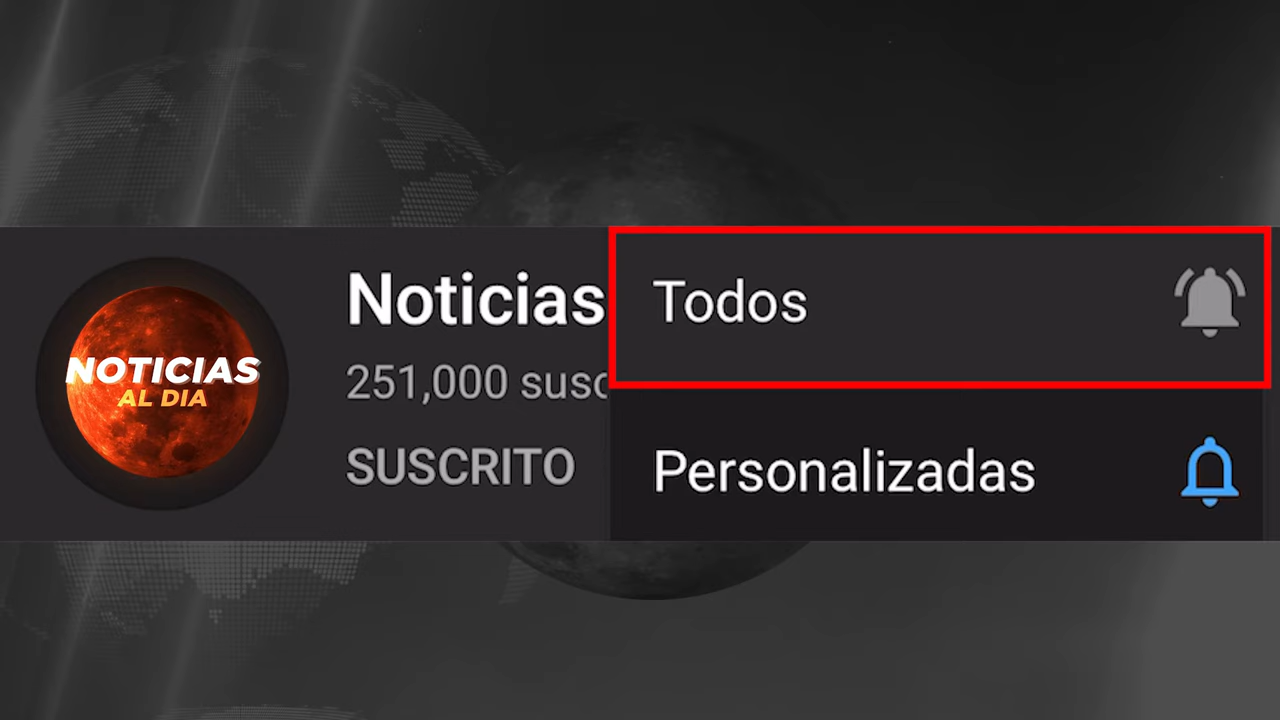 NOTICIAS
AL DIA
Noticias
251,000 susc
SUSCRITO
Todos
Personalizadas